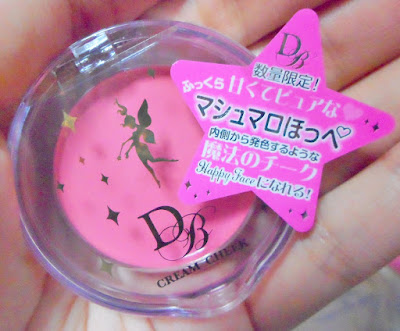 DB
数量限定!
ふっくら甘くてピュアな♡
マシュマロほっぺ♡
内側から発色するような
魔法のチーク
Happy Faceになれる!
DB
CREAM CHEEK